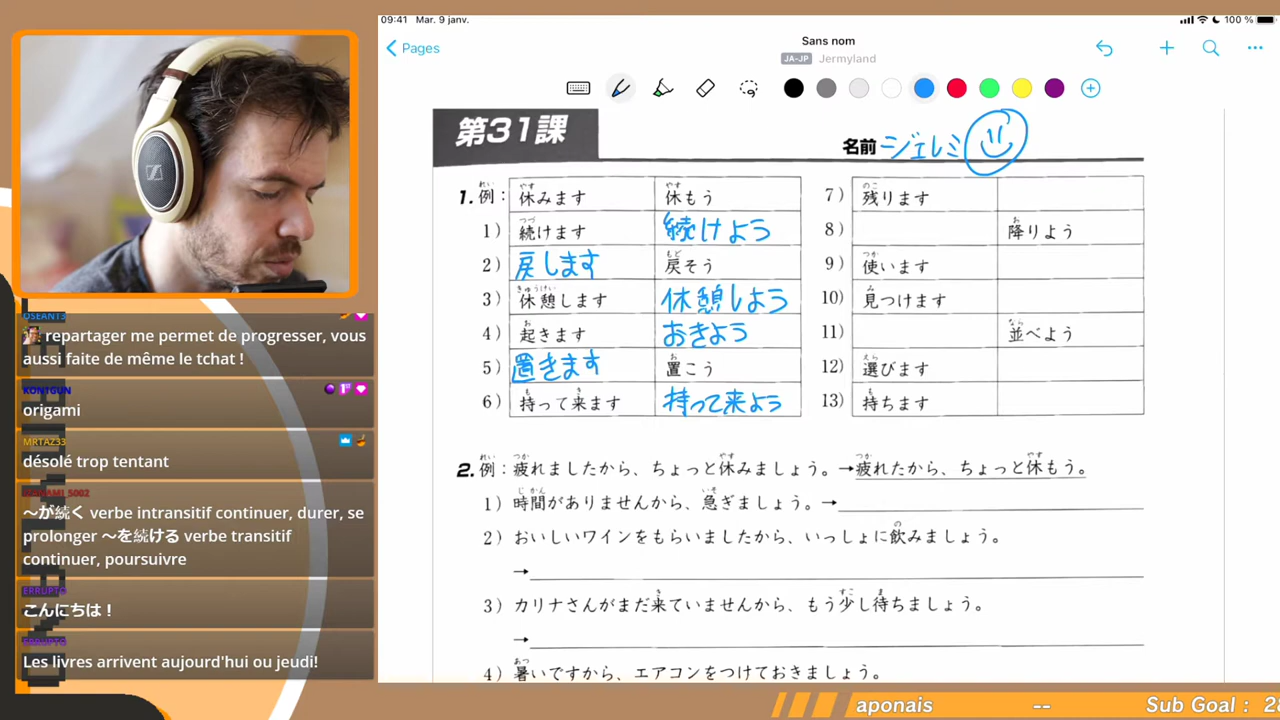 09:41 Mar. 9 janv.
100 %
Pages
Sans nom
JA-JP Jermyland
第31課
名前 ジェレミ
1. 例： 休みます 休もう
1) 続けます 続けよう
2) 戻します 戻そう
3) 休憩します 休憩しよう
4) 起きます おきよう
5) 置きます 置こう
6) 持って来ます 持って来よう
7) 残ります
8) 降りよう
9) 使います
10) 見つけます
11) 並べよう
12) 選びます
13) 持ちます
2. 例：疲れましたから、ちょっと休みましょう。→疲れたから、ちょっと休もう。
1) 時間がありませんから、急ぎましょう。→
2) おいしいワインをもらいましたから、いっしょに飲みましょう。
→
3) カリナさんがまだ来ていませんから、もう少し待ちましょう。
→
4) 暑いですから、エアコンをつけておきましょう。
OSEANT3
repartager me permet de progresser, vous
aussi faite de même le tchat !
KONIGUN
origami
MRTAZ33
désolé trop tentant
～が続く verbe intransitif continuer, durer, se
prolonger ～を続ける verbe transitif
continuer, poursuivre
ERRUPTO
こんにちは！
ERRUPTO
Les livres arrivent aujourd'hui ou jeudi!
aponais -- Sub Goal :